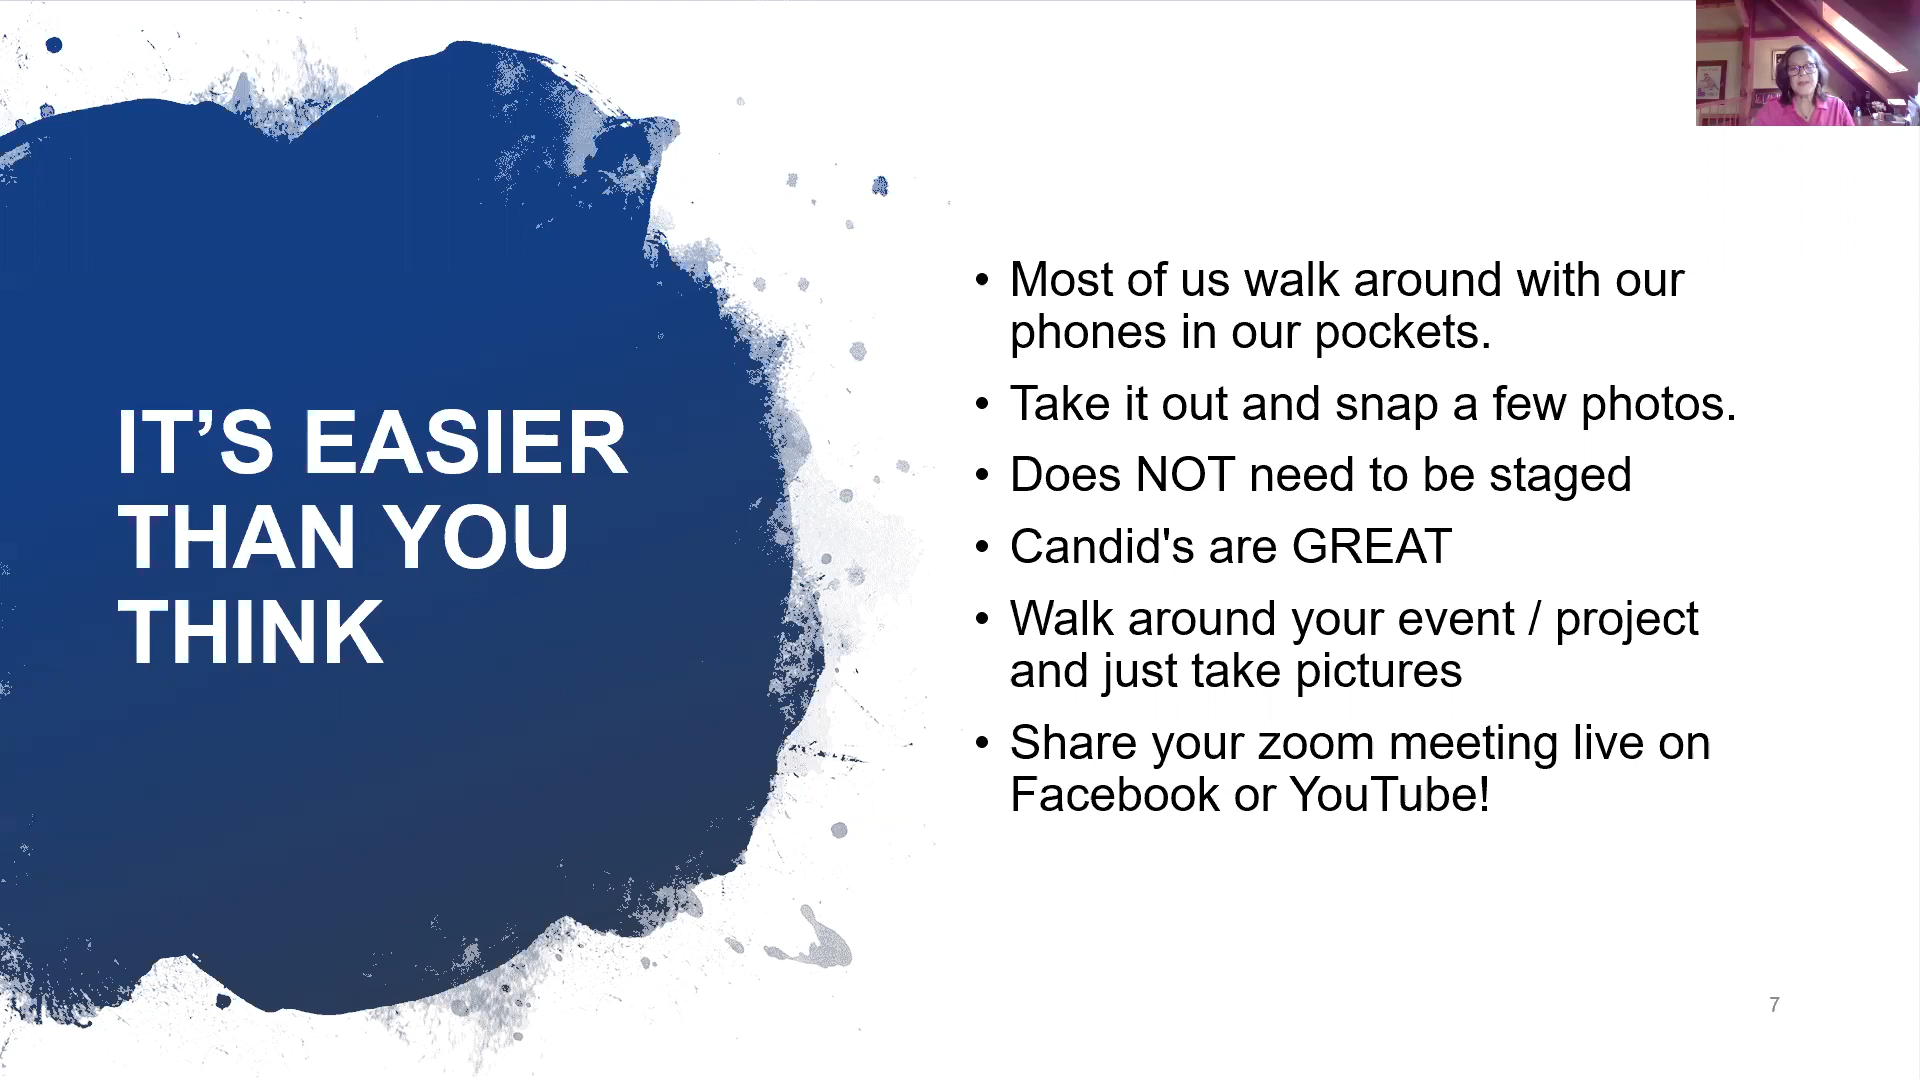 IT’S EASIER
THAN YOU
THINK
• Most of us walk around with our
phones in our pockets.
• Take it out and snap a few photos.
• Does NOT need to be staged
• Candid's are GREAT
• Walk around your event / project
and just take pictures
• Share your zoom meeting live on
Facebook or YouTube!
7